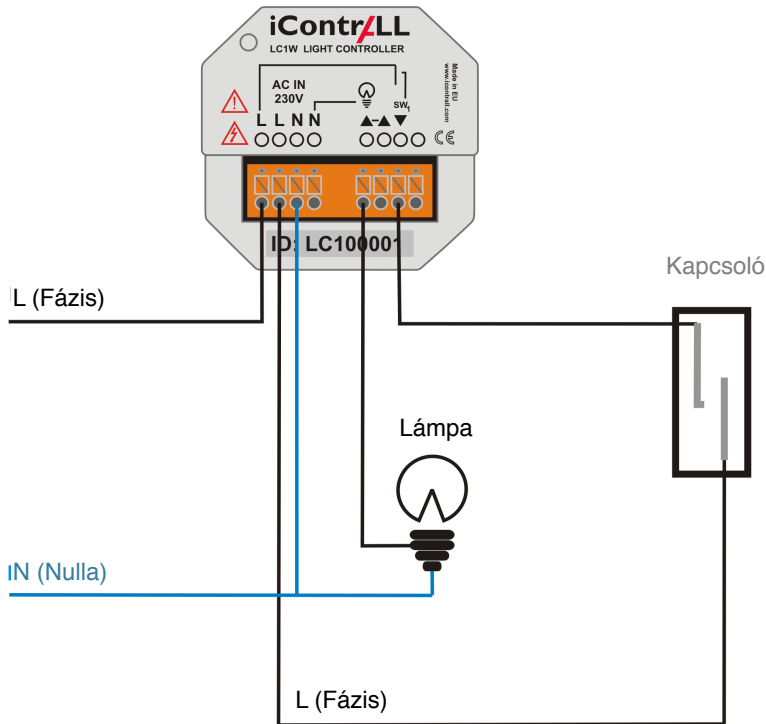 iContrALL
LC1W LIGHT CONTROLLER
Made in EU
www.icontrall.com
AC IN
230V
SW1
L L N N
CE
ID: LC100001
Kapcsoló
L (Fázis)
Lámpa
N (Nulla)
L (Fázis)